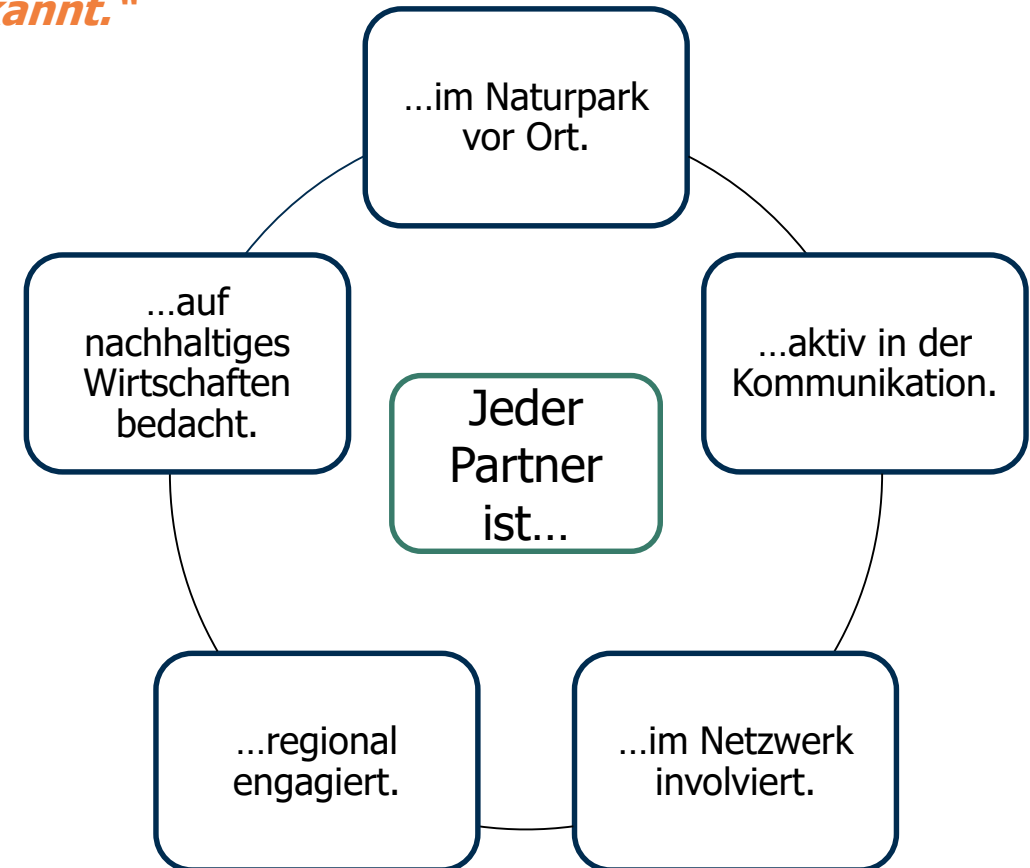 kannt."
…im Naturpark
vor Ort.
…auf
nachhaltiges
Wirtschaften
bedacht.
…aktiv in der
Kommunikation.
Jeder
Partner
ist…
…regional
engagiert.
…im Netzwerk
involviert.